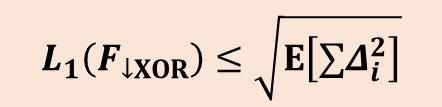 L₁(F↓XOR) ≤ √E[∑Δᵢ²]